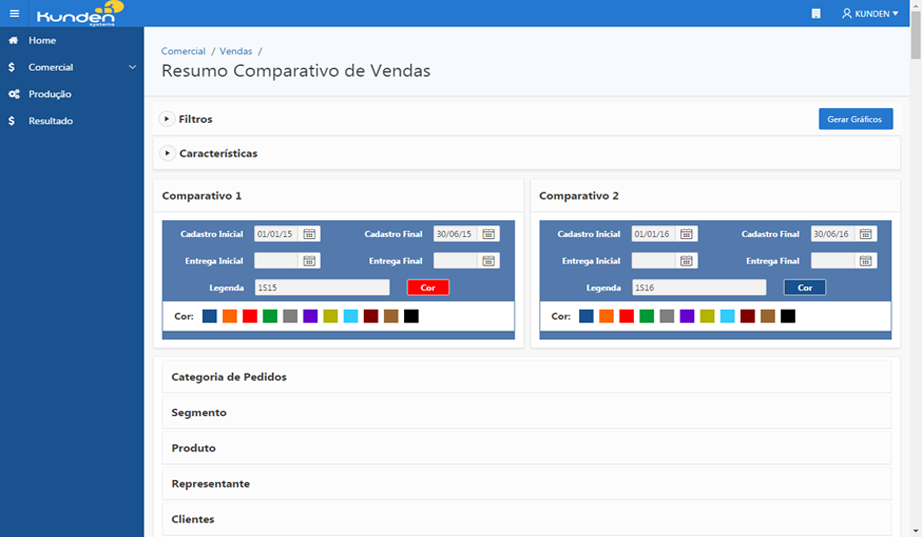 Kunden
systems
KUNDEN
Home
Comercial
Produção
Resultado
Comercial / Vendas /
Resumo Comparativo de Vendas
Filtros
Gerar Gráficos
Características
Comparativo 1
Cadastro Inicial 01/01/15 Cadastro Final 30/06/15
Entrega Inicial Entrega Final
Legenda 1S15 Cor
Cor:
Comparativo 2
Cadastro Inicial 01/01/16 Cadastro Final 30/06/16
Entrega Inicial Entrega Final
Legenda 1S16 Cor
Cor:
Categoria de Pedidos
Segmento
Produto
Representante
Clientes